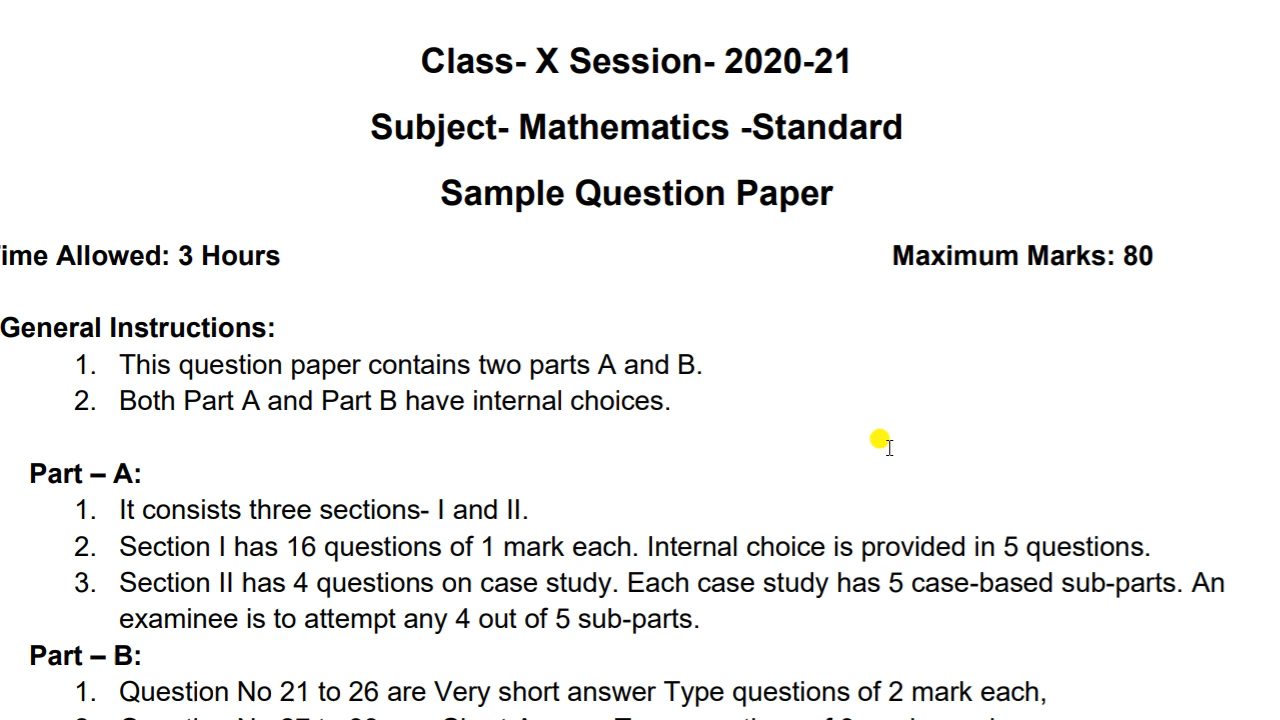 Class- X Session- 2020-21
Subject- Mathematics -Standard
Sample Question Paper
ime Allowed: 3 Hours Maximum Marks: 80
General Instructions:
1. This question paper contains two parts A and B.
2. Both Part A and Part B have internal choices.
Part – A:
1. It consists three sections- I and II.
2. Section I has 16 questions of 1 mark each. Internal choice is provided in 5 questions.
3. Section II has 4 questions on case study. Each case study has 5 case-based sub-parts. An
examinee is to attempt any 4 out of 5 sub-parts.
Part – B:
1. Question No 21 to 26 are Very short answer Type questions of 2 mark each,